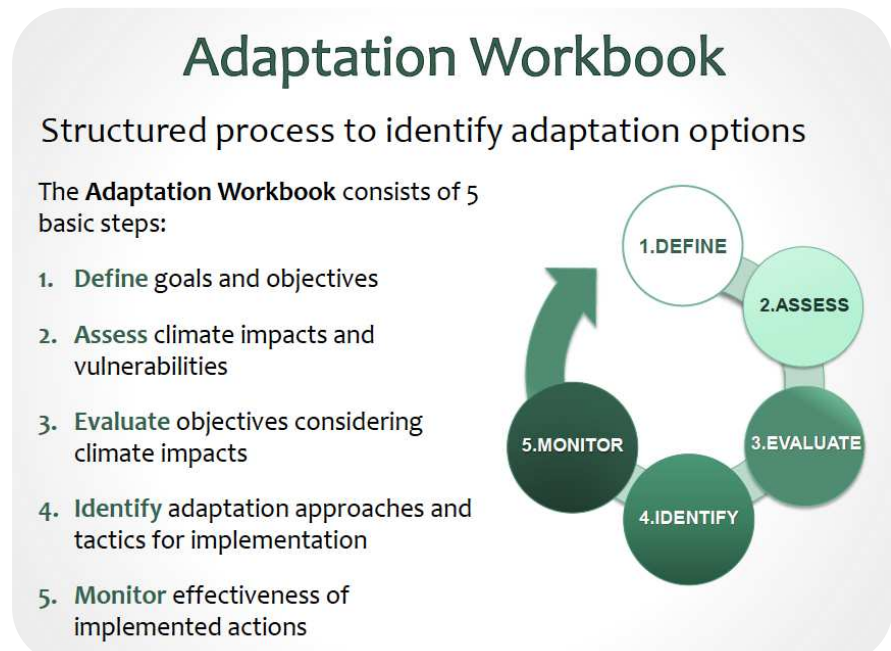 Adaptation Workbook
Structured process to identify adaptation options
The Adaptation Workbook consists of 5
basic steps:
1. Define goals and objectives
2. Assess climate impacts and
vulnerabilities
3. Evaluate objectives considering
climate impacts
4. Identify adaptation approaches and
tactics for implementation
5. Monitor effectiveness of
implemented actions
1.DEFINE
2.ASSESS
3.EVALUATE
4.IDENTIFY
5.MONITOR